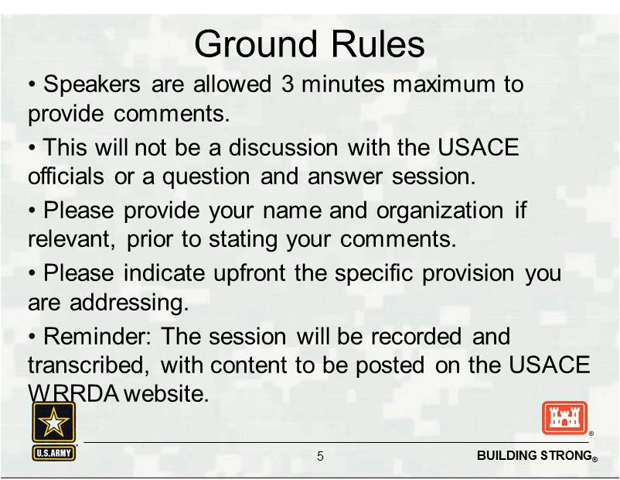 Ground Rules
• Speakers are allowed 3 minutes maximum to
provide comments.
• This will not be a discussion with the USACE
officials or a question and answer session.
• Please provide your name and organization if
relevant, prior to stating your comments.
• Please indicate upfront the specific provision you
are addressing.
• Reminder: The session will be recorded and
transcribed, with content to be posted on the USACE
WRRDA website.
U.S.ARMY
®
5
BUILDING STRONG®